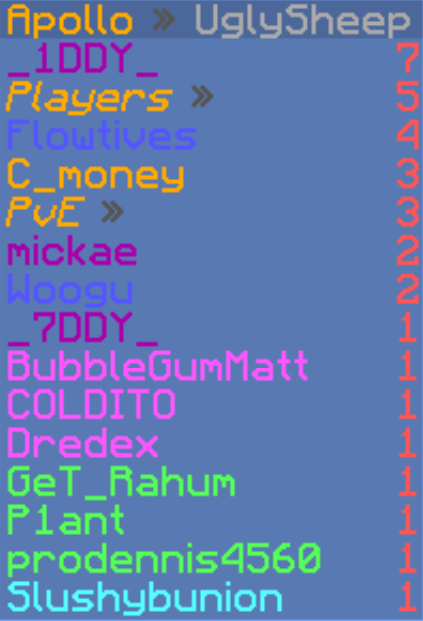 Apollo » UglySheep
_1DDY_ 7
Players » 5
Flowtives 4
C_money 3
PvE » 3
mickae 2
Woogu 2
_7DDY_ 1
BubbleGumMatt 1
COLDITO 1
Dredex 1
GeT_Rahum 1
P1ant 1
prodennis4560 1
Slushybunion 1